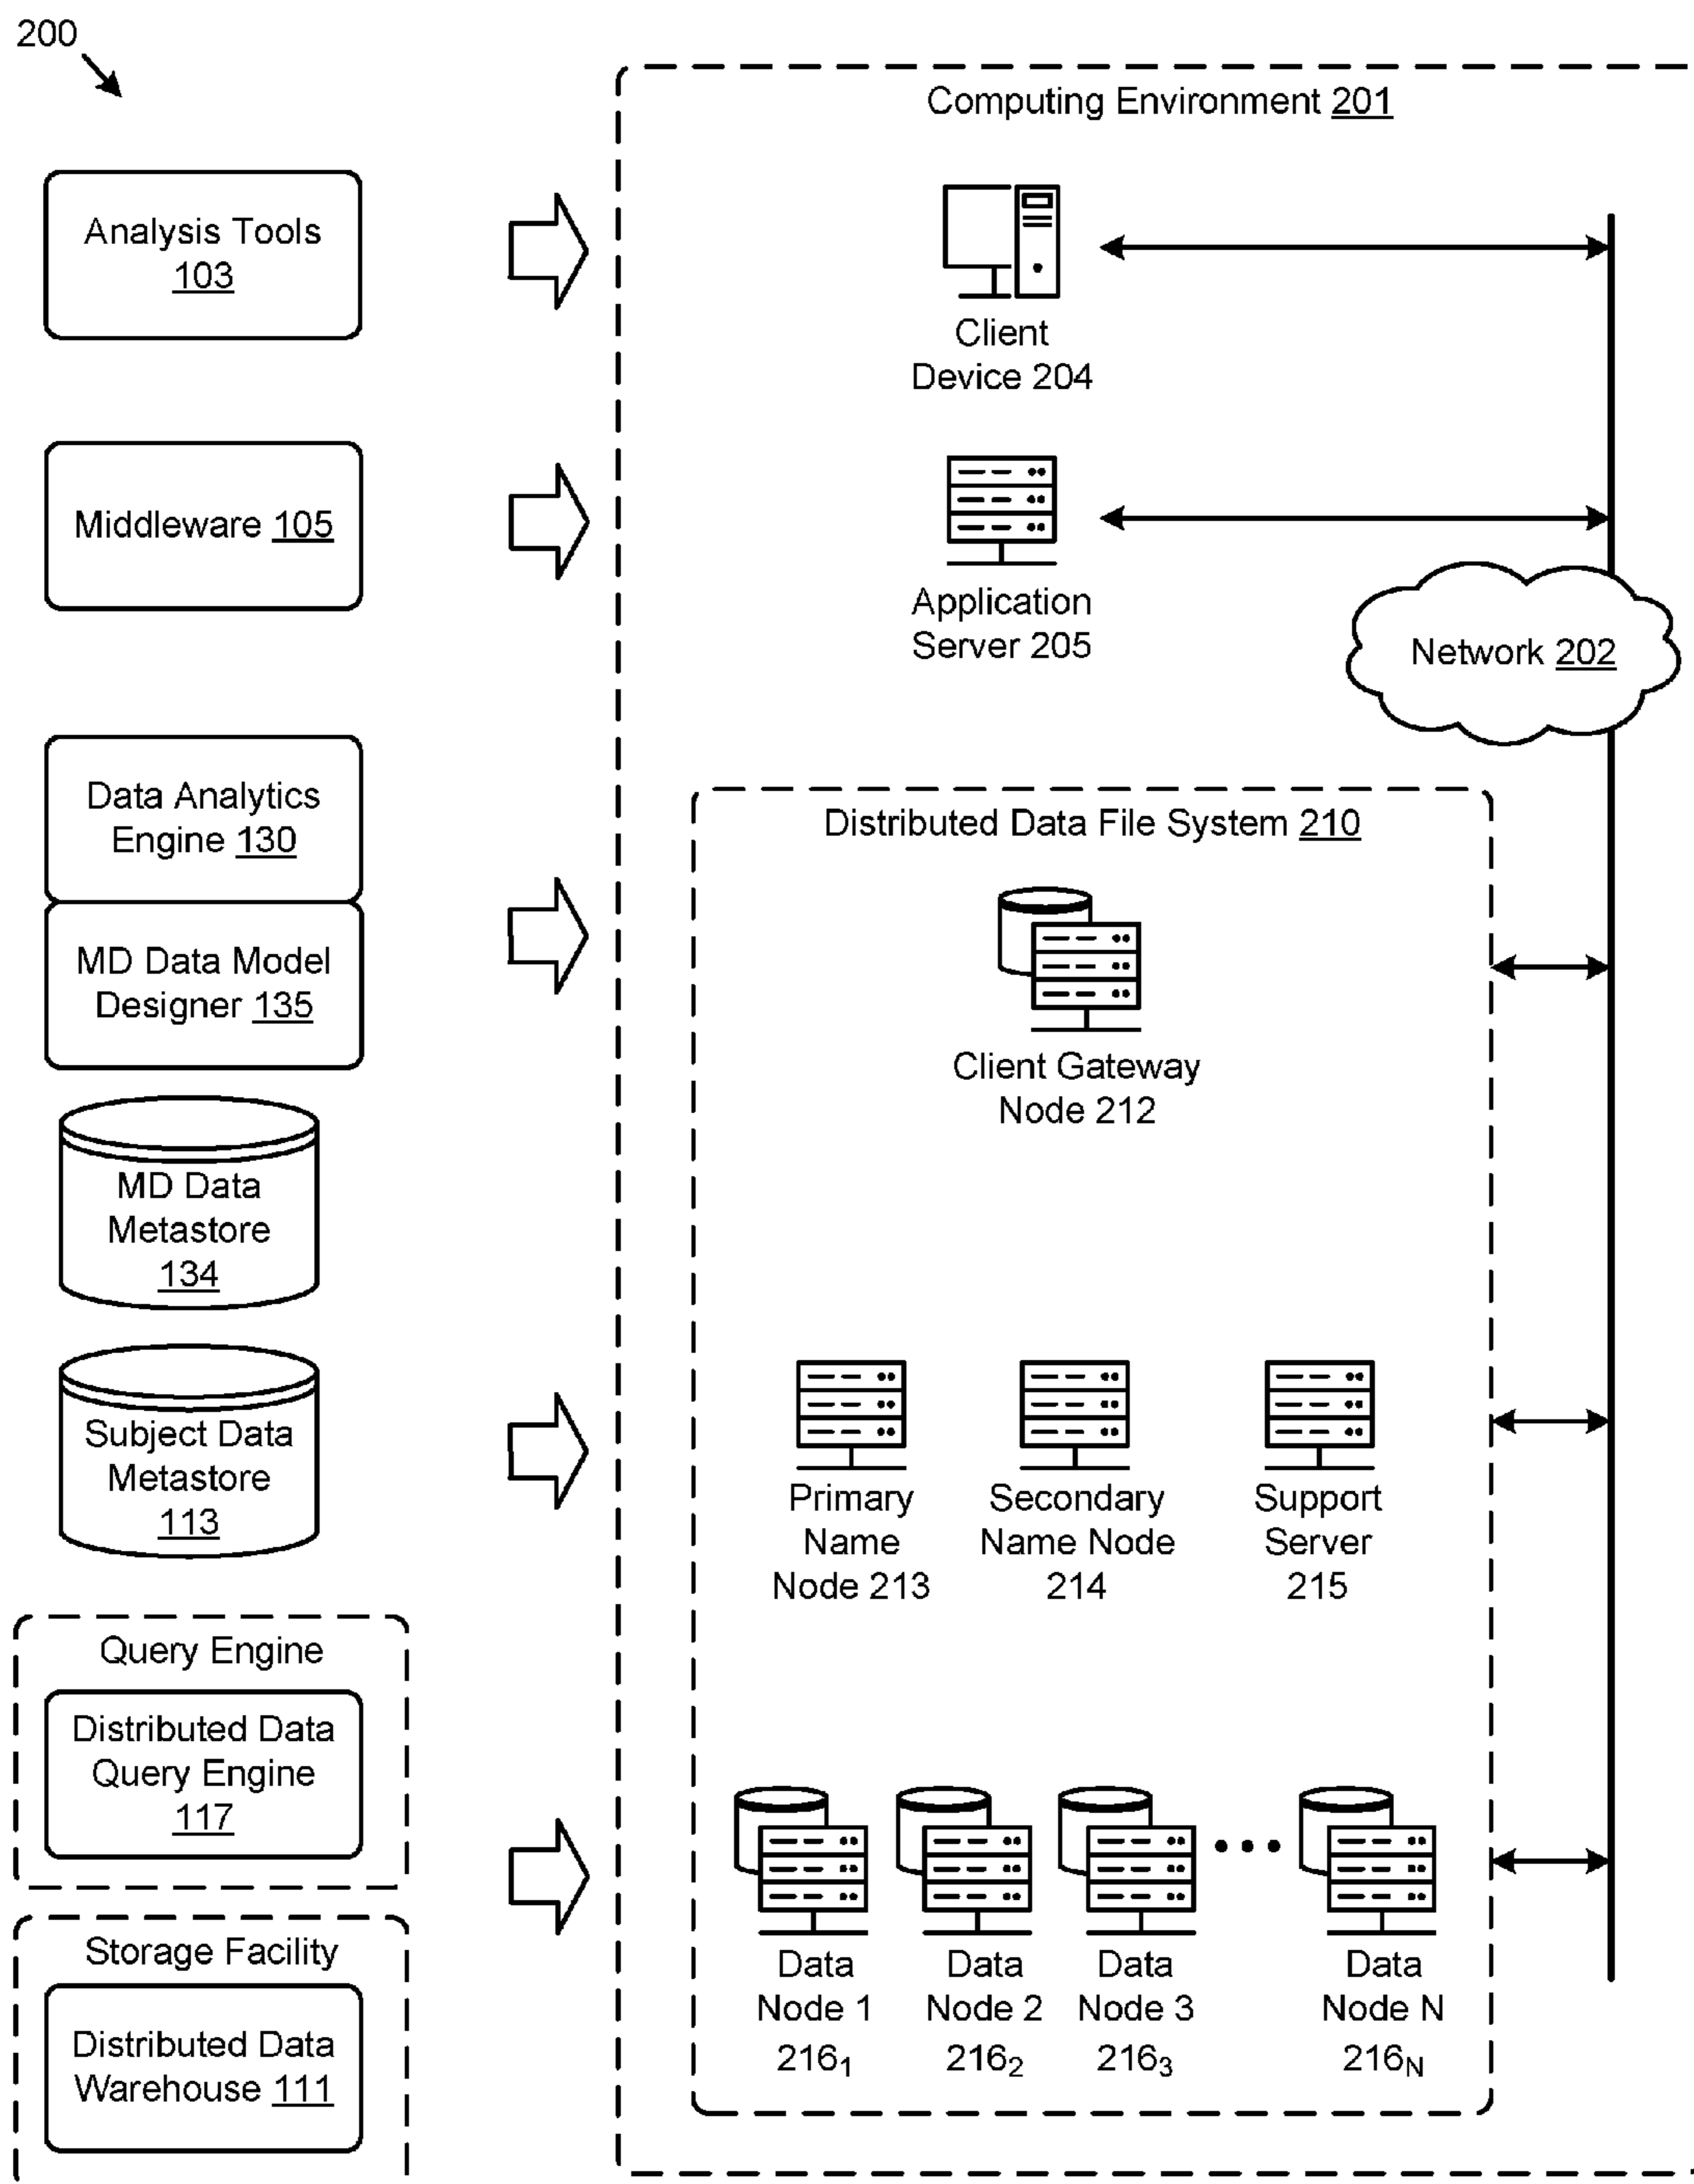 200
Computing Environment 201
Analysis Tools
103
Client
Device 204
Middleware 105
Application
Server 205
Network 202
Data Analytics
Engine 130
MD Data Model
Designer 135
Distributed Data File System 210
Client Gateway
Node 212
MD Data
Metastore
134
Subject Data
Metastore
113
Primary
Name
Node 213
Secondary
Name Node
214
Support
Server
215
Query Engine
Distributed Data
Query Engine
117
Storage Facility
Distributed Data
Warehouse 111
Data
Node 1
216₁
Data
Node 2
216₂
Data
Node 3
216₃
Data
Node N
216N